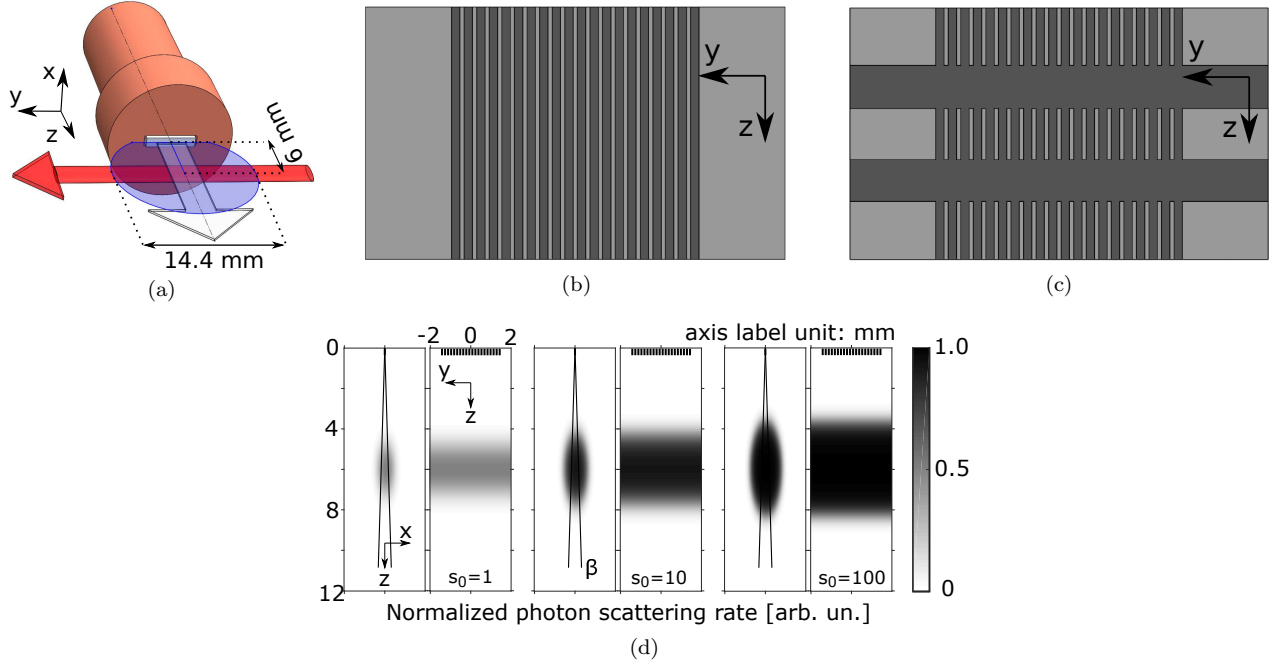 x
y
z
6 mm
14.4 mm
(a)
y
z
(b)
y
z
(c)
-2 0 2
axis label unit: mm
0
4
8
12
y
z
x
z
s0=1
β
s0=10
s0=100
1.0
0.5
0
Normalized photon scattering rate [arb. un.]
(d)